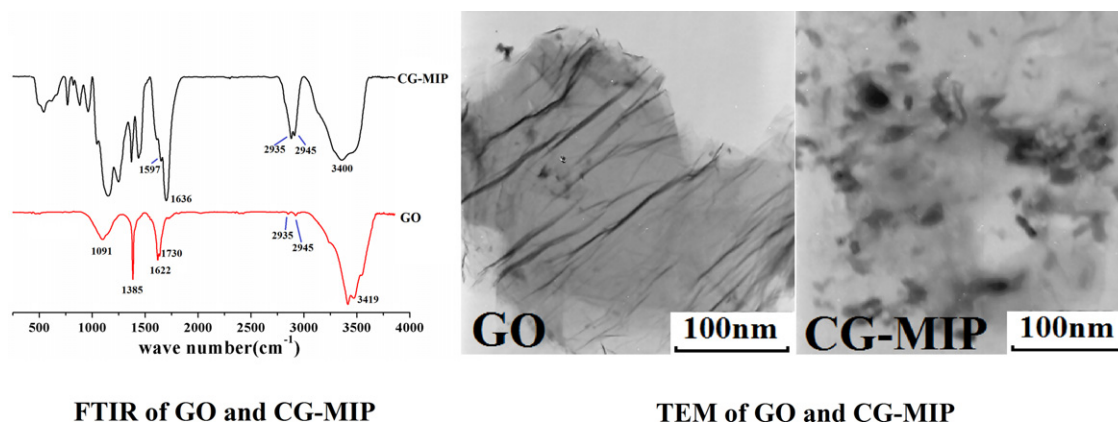 CG-MIP
2935
2945
1597
3400
1636
GO
1091
1730
2935
2945
1622
1385
3419
500 1000 1500 2000 2500 3000 3500 4000
wave number(cm⁻¹)
GO
100nm
CG-MIP
100nm
FTIR of GO and CG-MIP
TEM of GO and CG-MIP